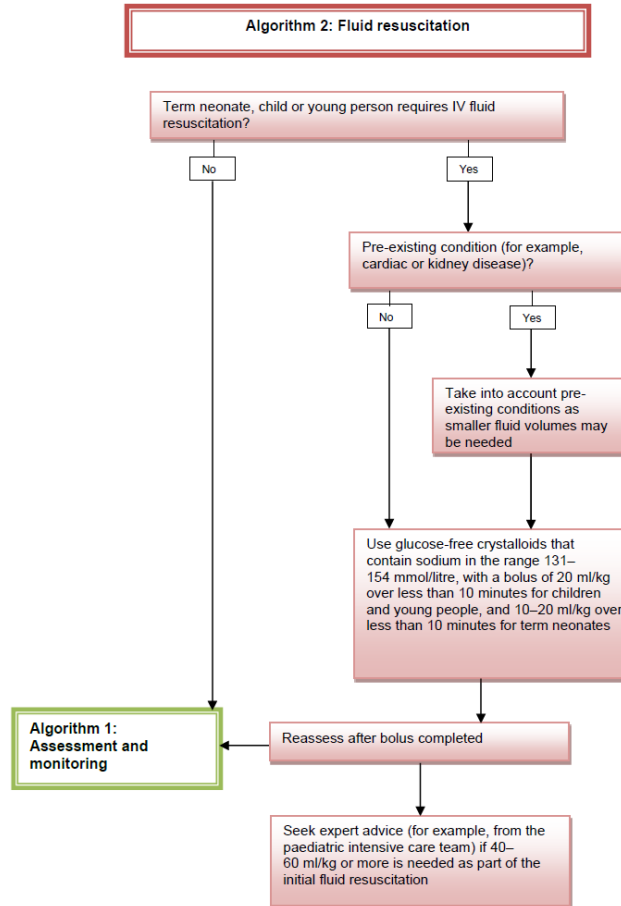 Algorithm 2: Fluid resuscitation
Term neonate, child or young person requires IV fluid
resuscitation?
No
Yes
Pre-existing condition (for example,
cardiac or kidney disease)?
No
Yes
Take into account pre-
existing conditions as
smaller fluid volumes may
be needed
Use glucose-free crystalloids that
contain sodium in the range 131–
154 mmol/litre, with a bolus of 20 ml/kg
over less than 10 minutes for children
and young people, and 10–20 ml/kg over
less than 10 minutes for term neonates
Algorithm 1:
Assessment and
monitoring
Reassess after bolus completed
Seek expert advice (for example, from the
paediatric intensive care team) if 40–
60 ml/kg or more is needed as part of the
initial fluid resuscitation